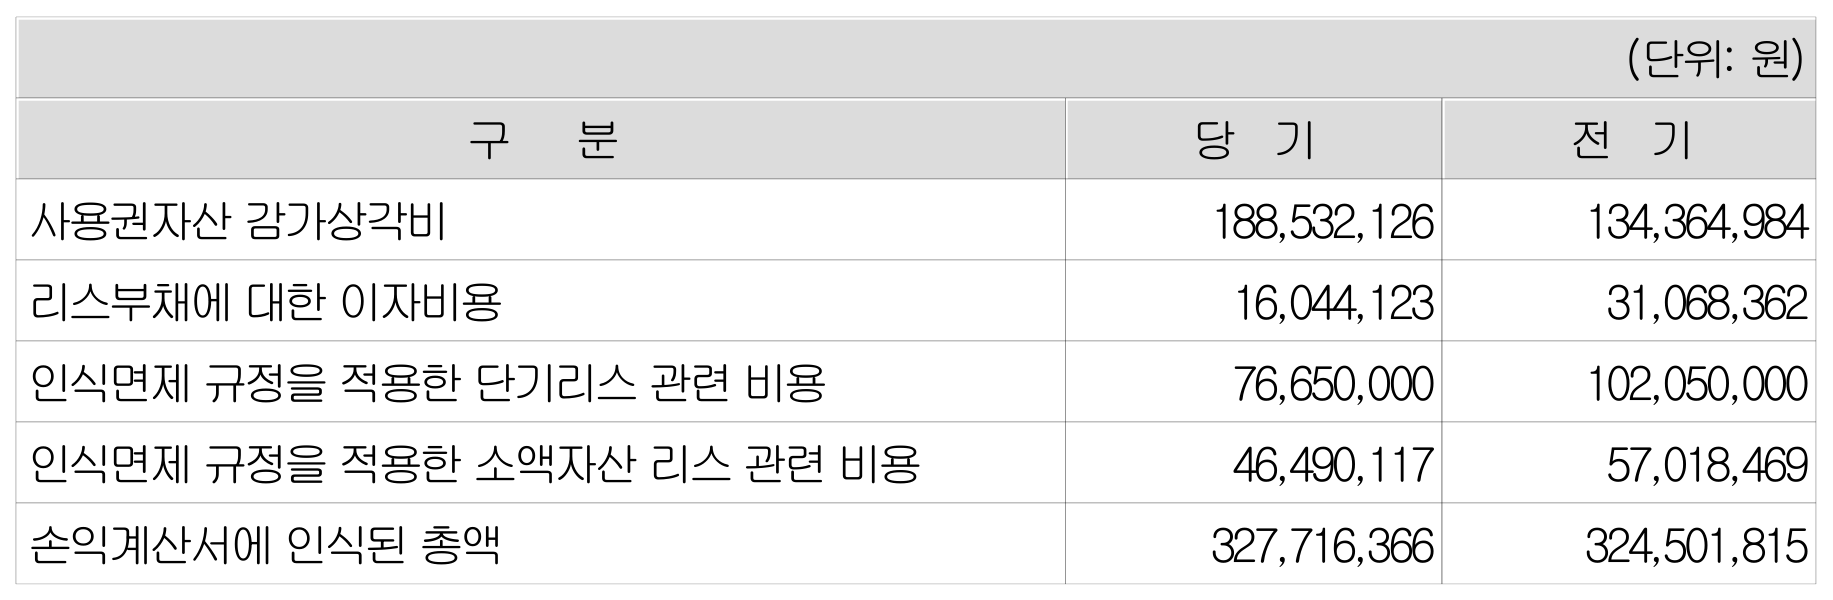 (단위: 원)
구 분 당 기 전 기
사용권자산 감가상각비 188,532,126 134,364,984
리스부채에 대한 이자비용 16,044,123 31,068,362
인식면제 규정을 적용한 단기리스 관련 비용 76,650,000 102,050,000
인식면제 규정을 적용한 소액자산 리스 관련 비용 46,490,117 57,018,469
손익계산서에 인식된 총액 327,716,366 324,501,815